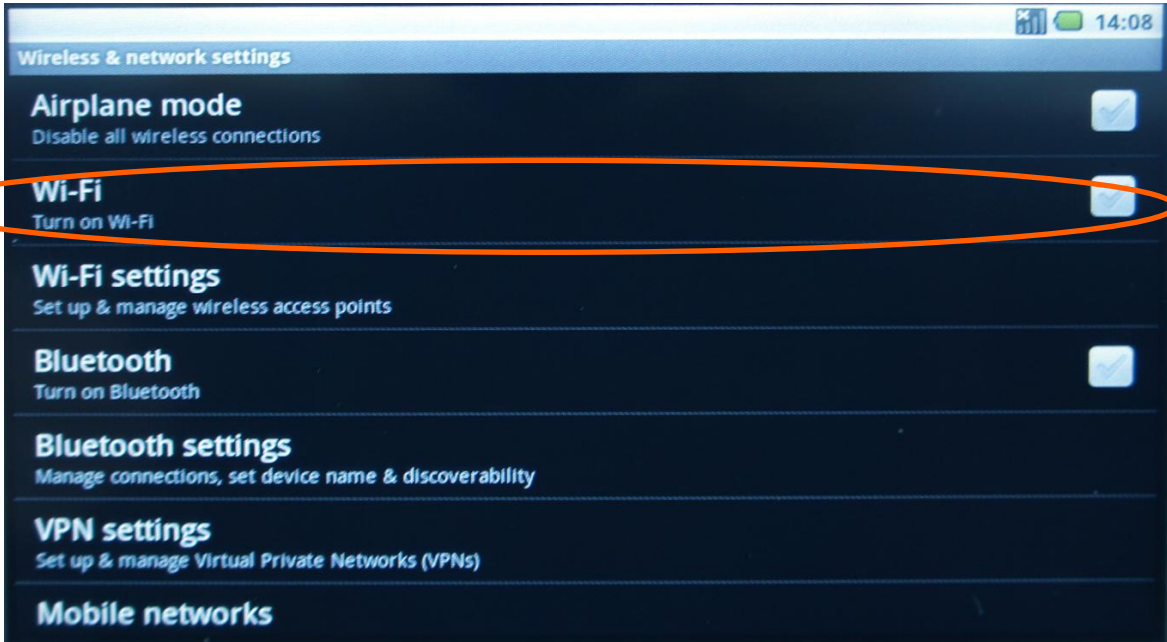 14:08
Wireless & network settings
Airplane mode
Disable all wireless connections
Wi-Fi
Turn on Wi-Fi
Wi-Fi settings
Set up & manage wireless access points
Bluetooth
Turn on Bluetooth
Bluetooth settings
Manage connections, set device name & discoverability
VPN settings
Set up & manage Virtual Private Networks (VPNs)
Mobile networks